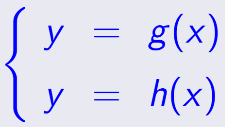 y = g(x)
y = h(x)